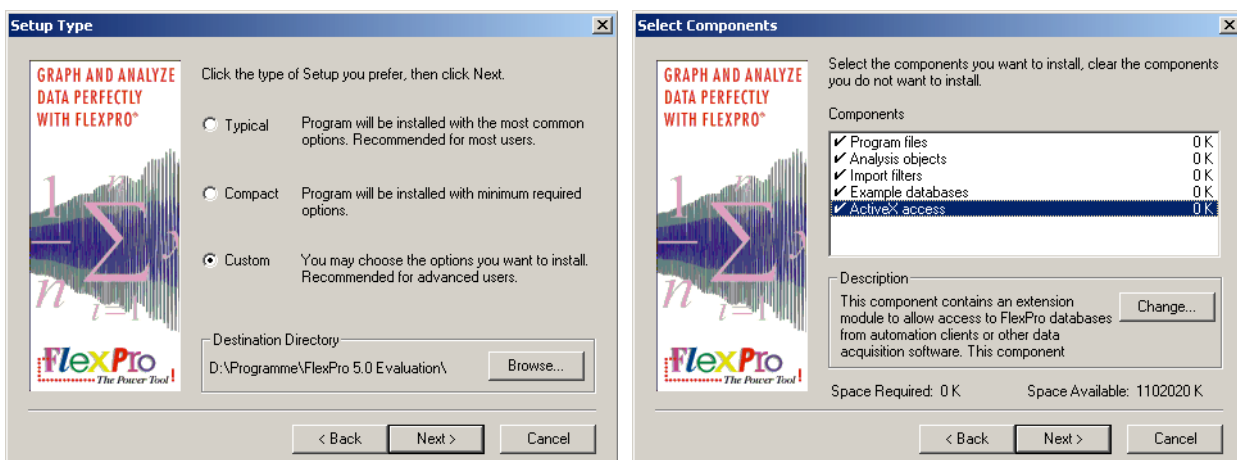 Setup Type
GRAPH AND ANALYZE
DATA PERFECTLY
WITH FLEXPRO®
1
n
Σ
y
n
i=1
FlexPro
The Power Tool!
Click the type of Setup you prefer, then click Next.
Typical
Program will be installed with the most common
options. Recommended for most users.
Compact
Program will be installed with minimum required
options.
Custom
You may choose the options you want to install.
Recommended for advanced users.
Destination Directory
D:\Programme\FlexPro 5.0 Evaluation\
Browse...
< Back
Next >
Cancel
Select Components
GRAPH AND ANALYZE
DATA PERFECTLY
WITH FLEXPRO®
1
n
Σ
y
n
i=1
FlexPro
The Power Tool!
Select the components you want to install, clear the components
you do not want to install.
Components
Program files 0 K
Analysis objects 0 K
Import filters 0 K
Example databases 0 K
ActiveX access 0 K
Description
This component contains an extension
module to allow access to FlexPro databases
from automation clients or other data
acquisition software. This component
Change...
Space Required: 0 K Space Available: 1102020 K
< Back
Next >
Cancel